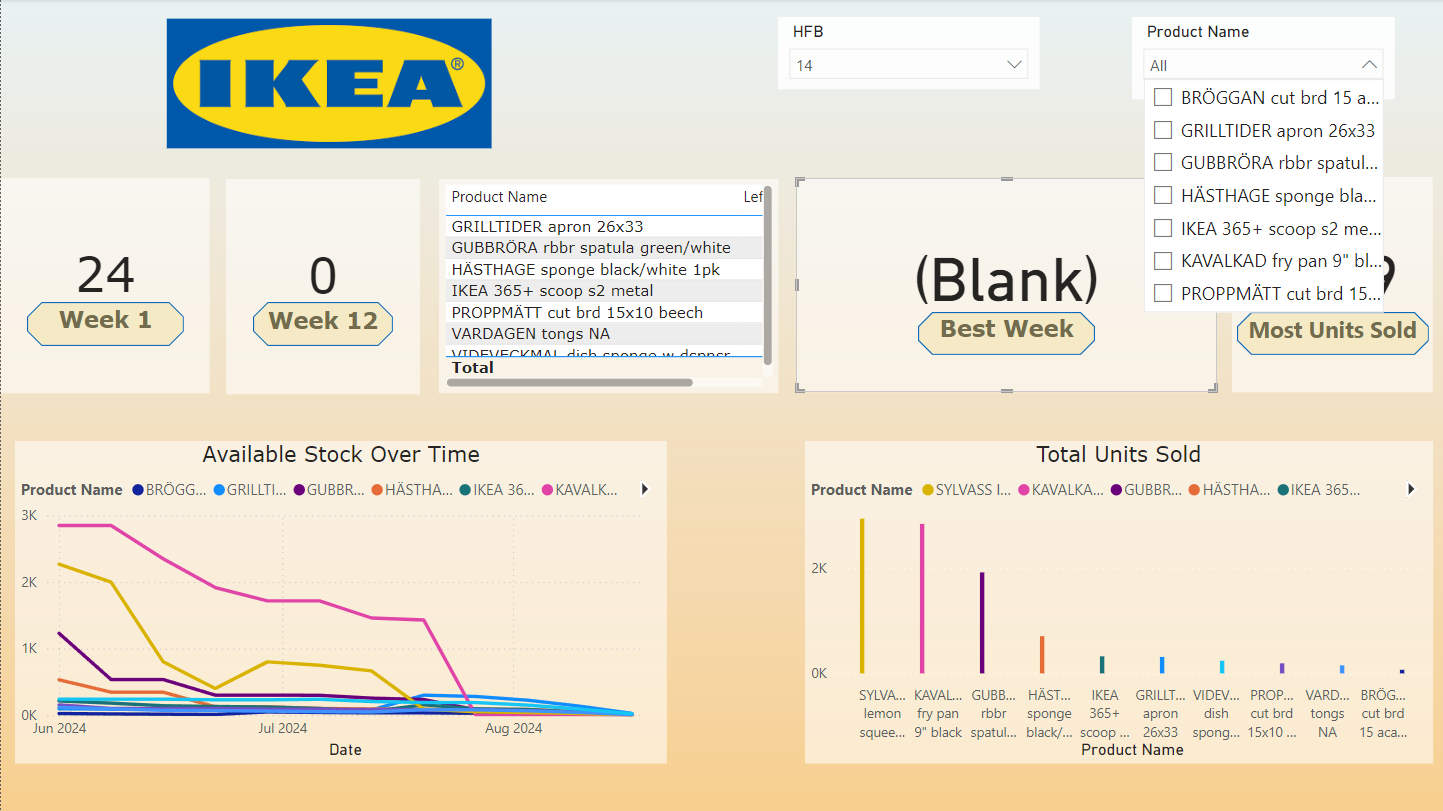 IKEA®
HFB
14
Product Name
All
BRÖGGAN cut brd 15 a...
GRILLTIDER apron 26x33
GUBBRÖRA rbbr spatul...
HÄSTHAGE sponge bla...
IKEA 365+ scoop s2 me...
KAVALKAD fry pan 9" bl...
PROPPMÄTT cut brd 15...
24
Week 1
0
Week 12
Product Name Lef
GRILLTIDER apron 26x33
GUBBRÖRA rbbr spatula green/white
HÄSTHAGE sponge black/white 1pk
IKEA 365+ scoop s2 metal
PROPPMÄTT cut brd 15x10 beech
VARDAGEN tongs NA
VIDEVECKMAL dish sponge w dspnsr
Total
(Blank)
Best Week
9
Most Units Sold
Available Stock Over Time
Product Name BRÖGG... GRILLTI... GUBBR... HÄSTHA... IKEA 36... KAVALK...
3K
2K
1K
0K
Jun 2024 Jul 2024 Aug 2024
Date
Total Units Sold
Product Name SYLVASS I... KAVALKA... GUBBR... HÄSTHA... IKEA 365...
2K
0K
SYLVA... KAVAL... GUBB... HÄST... IKEA GRILLT... VIDEV... PROP... VARD... BRÖG...
lemon fry pan rbbr sponge 365+ apron dish cut brd tongs cut brd
squee... 9" black spatul... black/... scoop ... 26x33 spong... 15x10 ... NA 15 aca...
Product Name